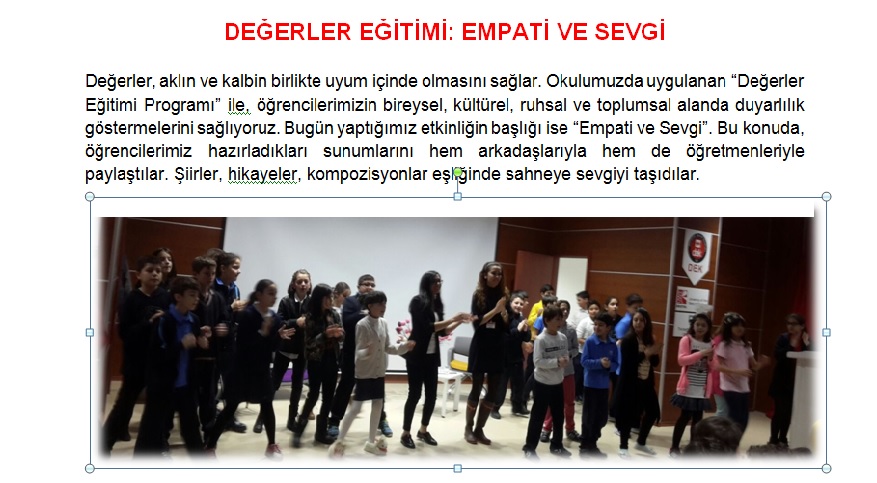 DEĞERLER EĞİTİMİ: EMPATİ VE SEVGİ
Değerler, aklın ve kalbin birlikte uyum içinde olmasını sağlar. Okulumuzda uygulanan “Değerler
Eğitimi Programı” ile, öğrencilerimizin bireysel, kültürel, ruhsal ve toplumsal alanda duyarlılık
göstermelerini sağlıyoruz. Bugün yaptığımız etkinliğin başlığı ise “Empati ve Sevgi”. Bu konuda,
öğrencilerimiz hazırladıkları sunumlarını hem arkadaşlarıyla hem de öğretmenleriyle
paylaştılar. Şiirler, hikayeler, kompozisyonlar eşliğinde sahneye sevgiyi taşıdılar.
DEK